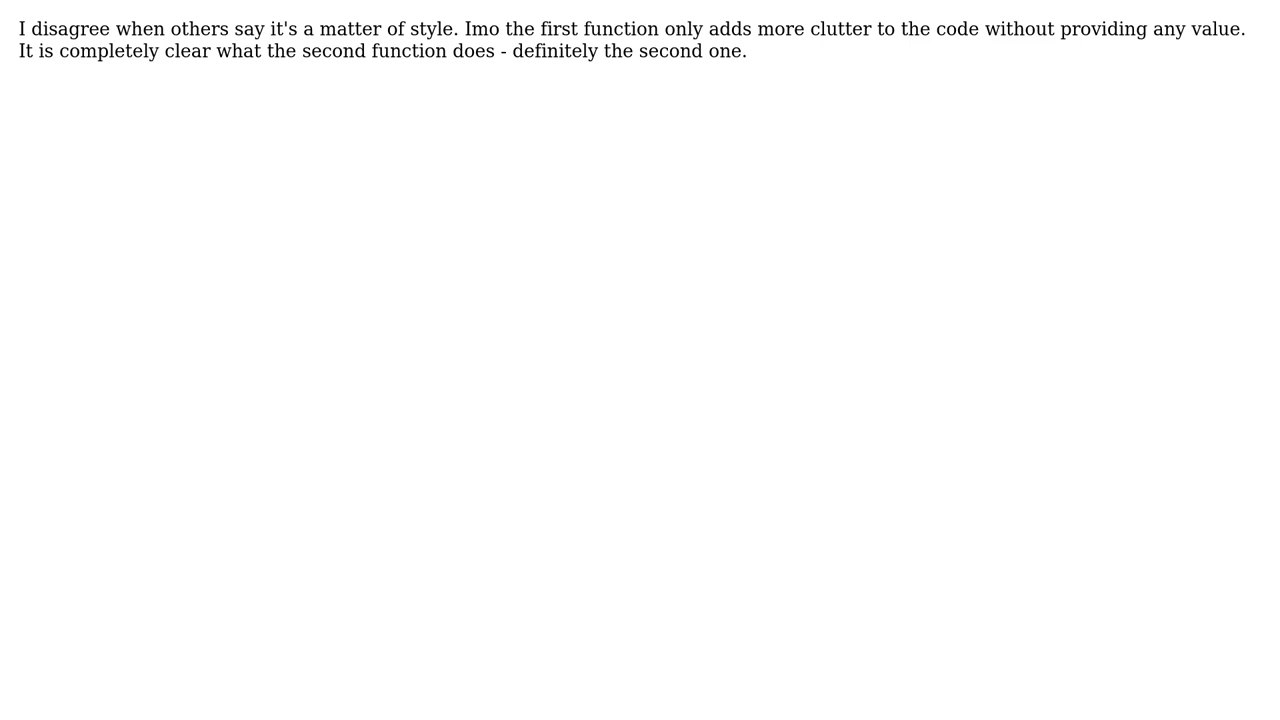 I disagree when others say it's a matter of style. Imo the first function only adds more clutter to the code without providing any value.
It is completely clear what the second function does - definitely the second one.